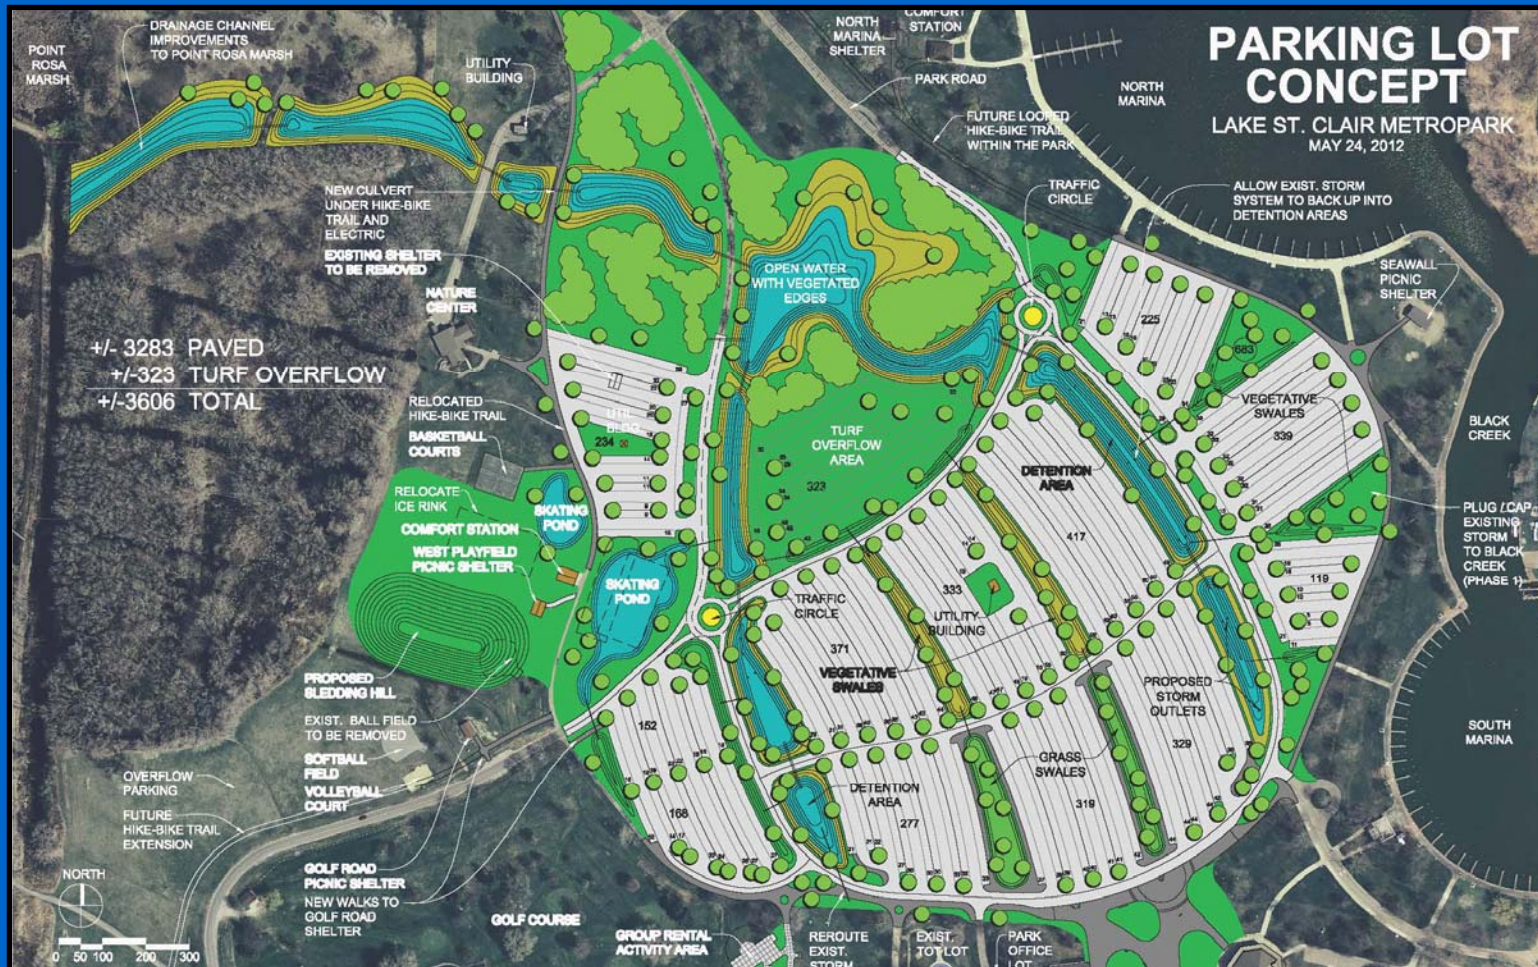 PARKING LOT
CONCEPT
LAKE ST. CLAIR METROPARK
MAY 24, 2012
POINT
ROSA
MARSH
DRAINAGE CHANNEL
IMPROVEMENTS
TO POINT ROSA MARSH
UTILITY
BUILDING
NORTH
MARINA
SHELTER
COMFORT
STATION
PARK ROAD
NORTH
MARINA
FUTURE LOOPED
HIKE-BIKE TRAIL
WITHIN THE PARK
TRAFFIC
CIRCLE
ALLOW EXIST. STORM
SYSTEM TO BACK UP INTO
DETENTION AREAS
SEAWALL
PICNIC
SHELTER
NEW CULVERT
UNDER HIKE-BIKE
TRAIL AND
ELECTRIC
EXISTING SHELTER
TO BE REMOVED
NATURE
CENTER
OPEN WATER
WITH VEGETATED
EDGES
225
683
+/- 3283 PAVED
+/-323 TURF OVERFLOW
+/-3606 TOTAL
RELOCATED
HIKE-BIKE TRAIL
BASKETBALL
COURTS
UTIL.
BLDG.
234
TURF
OVERFLOW
AREA
323
VEGETATIVE
SWALES
339
BLACK
CREEK
DETENTION
AREA
417
RELOCATE
ICE RINK
SKATING
POND
COMFORT STATION
WEST PLAYFIELD
PICNIC SHELTER
SKATING
POND
PLUG / CAP
EXISTING
STORM
TO BLACK
CREEK
(PHASE 1)
119
TRAFFIC
CIRCLE
333
UTILITY
BUILDING
371
VEGETATIVE
SWALES
PROPOSED
SLEDDING HILL
PROPOSED
STORM
OUTLETS
EXIST. BALL FIELD
TO BE REMOVED
152
329
SOUTH
MARINA
SOFTBALL
FIELD
VOLLEYBALL
COURT
GRASS
SWALES
OVERFLOW
PARKING
DETENTION
AREA
168
277
319
FUTURE
HIKE-BIKE TRAIL
EXTENSION
GOLF ROAD
PICNIC SHELTER
NEW WALKS TO
GOLF ROAD
SHELTER
NORTH
GOLF COURSE
GROUP RENTAL
ACTIVITY AREA
REROUTE
EXIST.
STORM
EXIST.
TOT LOT
PARK
OFFICE
LOT
0 50 100 200 300